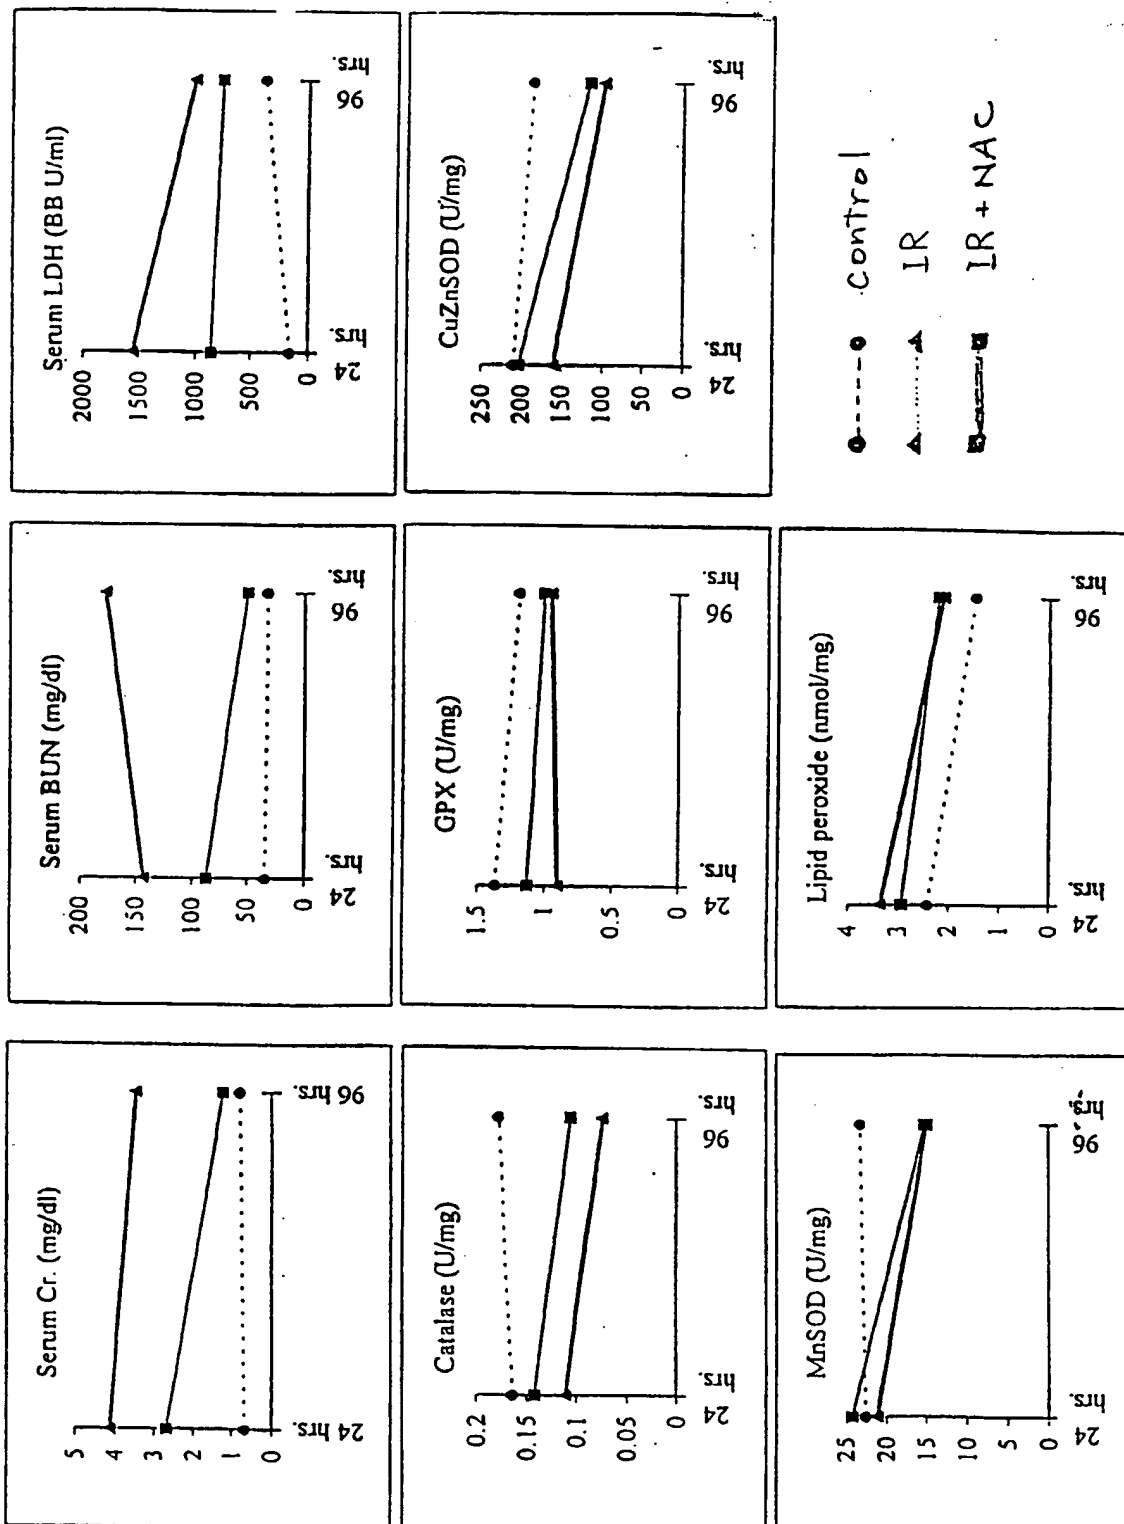 Serum Cr. (mg/dl)
5
4
3
2
1
0
24 hrs.
96 hrs.
Serum BUN (mg/dl)
200
150
100
50
0
24
hrs.
96
hrs.
Serum LDH (BB U/ml)
2000
1500
1000
500
0
24
hrs.
96
hrs.
Catalase (U/mg)
0.2
0.15
0.1
0.05
0
24
hrs.
96
hrs.
GPX (U/mg)
1.5
1
0.5
0
24
hrs.
96
hrs.
CuZnSOD (U/mg)
250
200
150
100
50
0
24
hrs.
96
hrs.
MnSOD (U/mg)
25
20
15
10
5
0
24
hrs.
96
hrs.
Lipid peroxide (nmol/mg)
4
3
2
1
0
24
hrs.
96
hrs.
Control
IR
IR + NAC